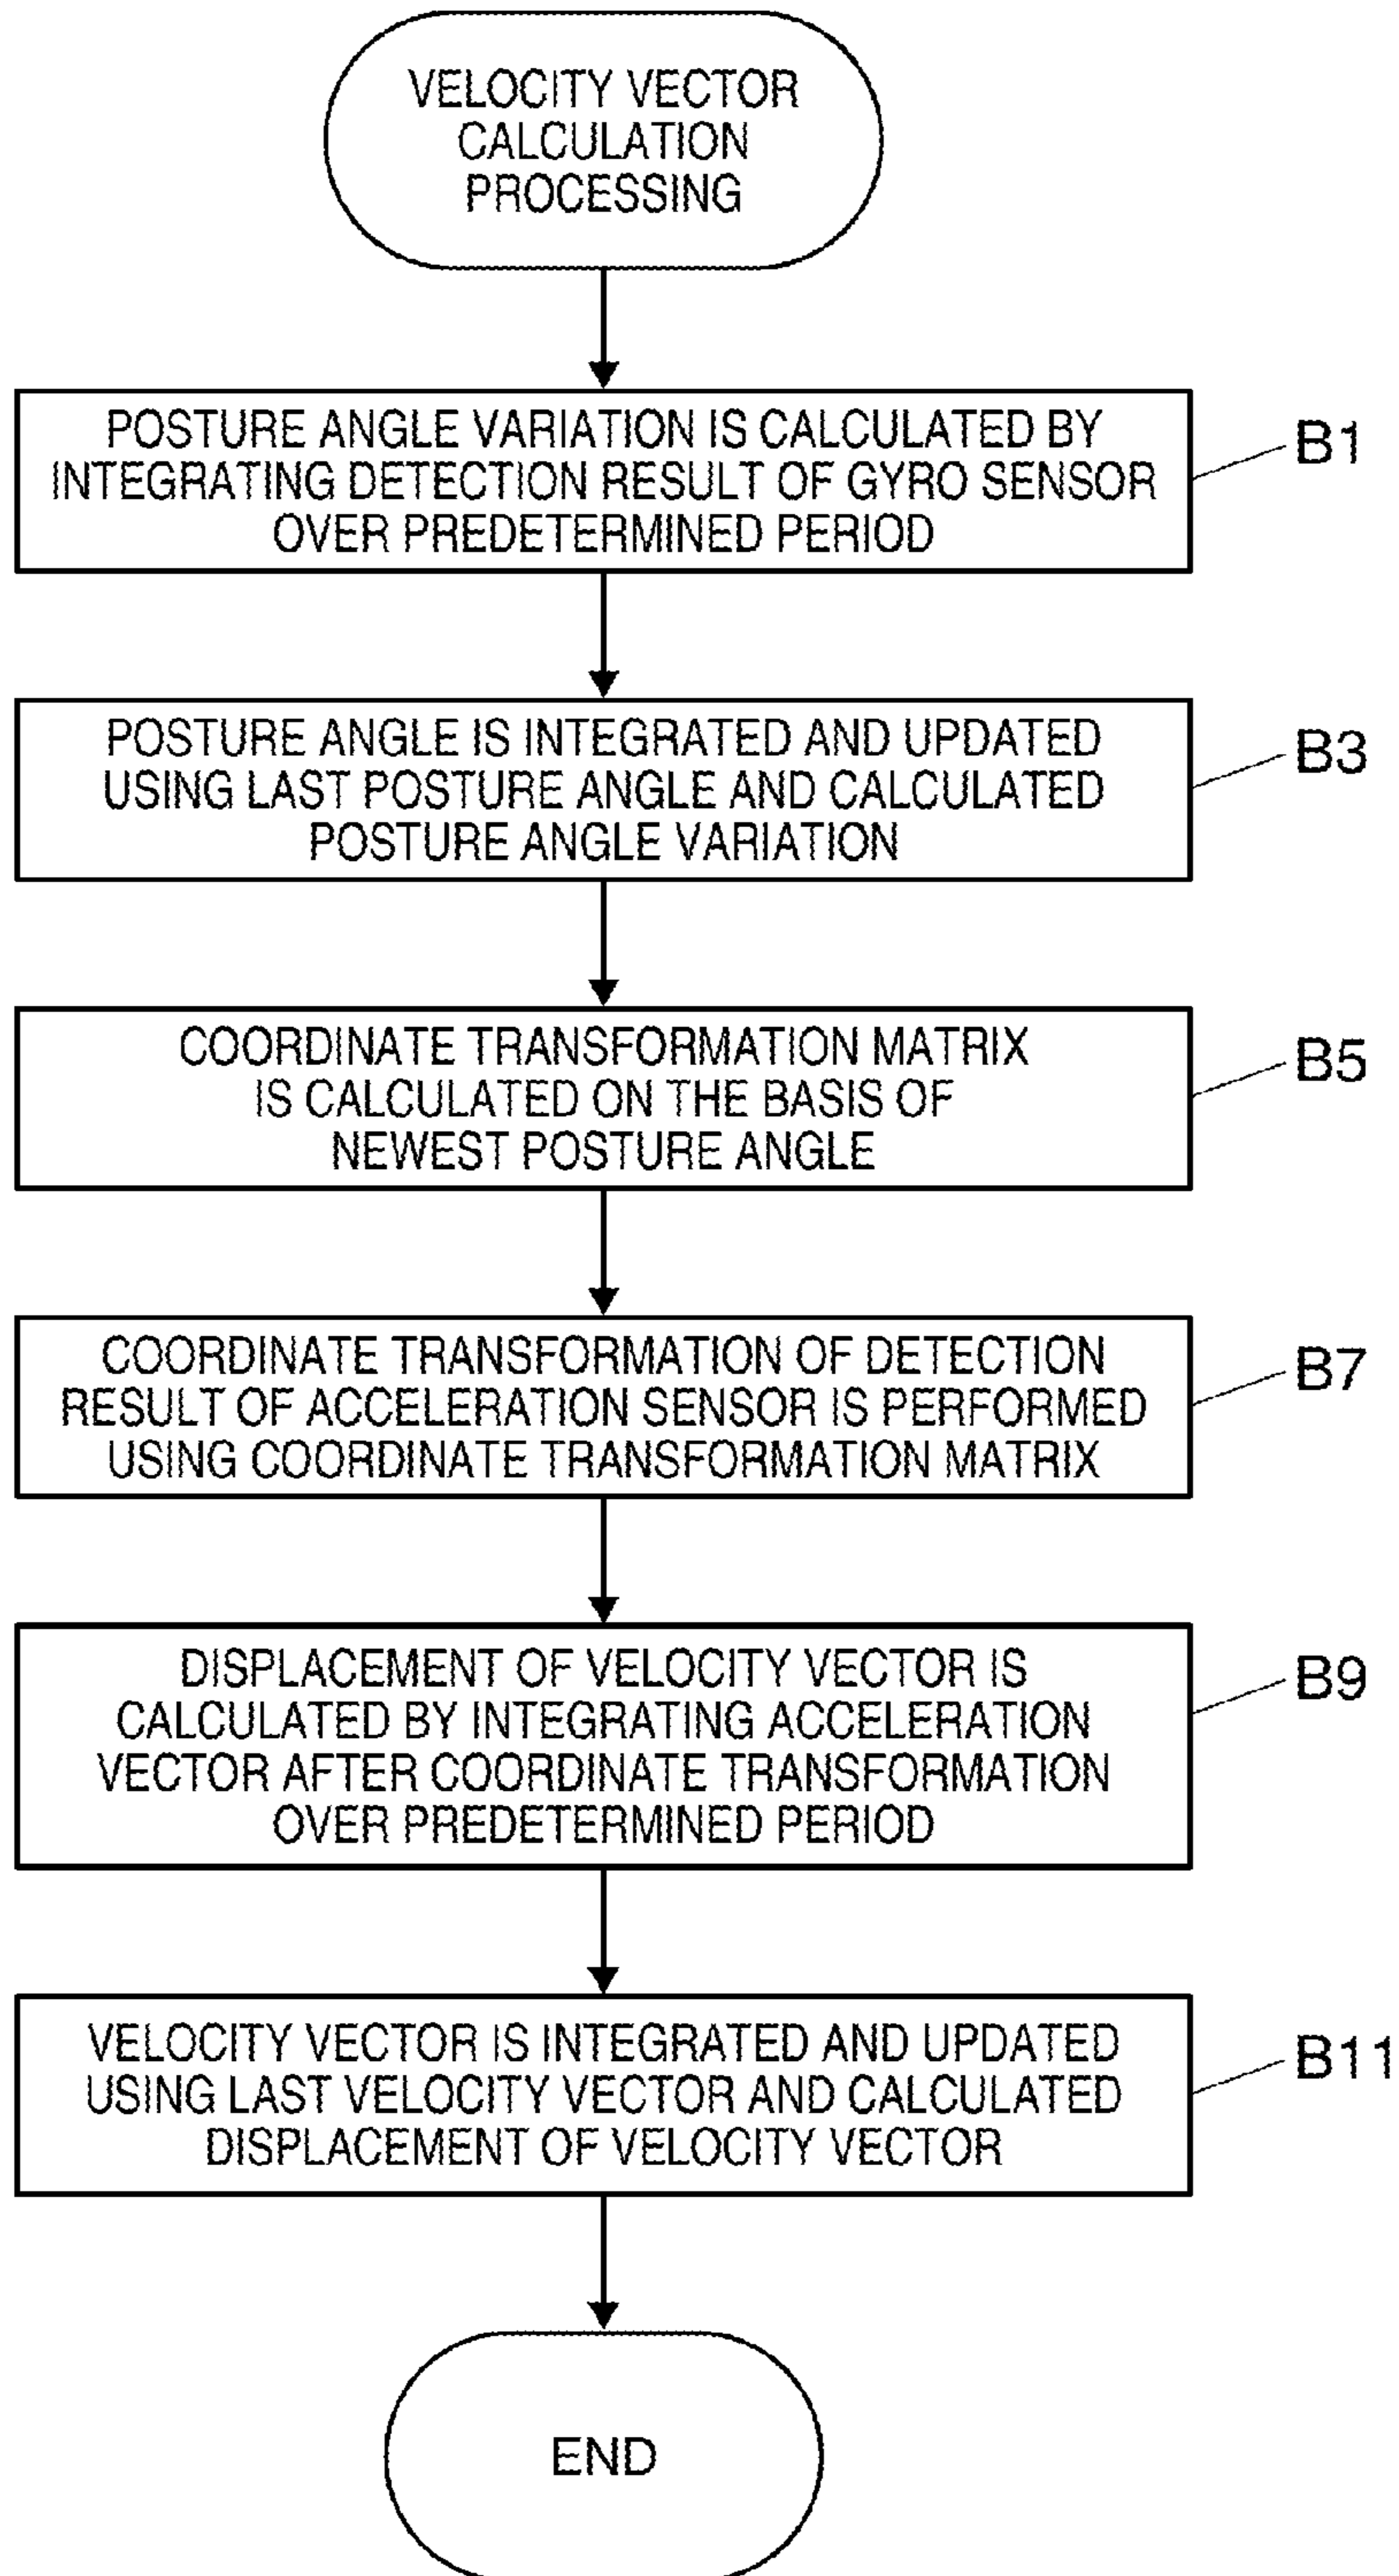 VELOCITY VECTOR
CALCULATION
PROCESSING
POSTURE ANGLE VARIATION IS CALCULATED BY
INTEGRATING DETECTION RESULT OF GYRO SENSOR
OVER PREDETERMINED PERIOD
B1
POSTURE ANGLE IS INTEGRATED AND UPDATED
USING LAST POSTURE ANGLE AND CALCULATED
POSTURE ANGLE VARIATION
B3
COORDINATE TRANSFORMATION MATRIX
IS CALCULATED ON THE BASIS OF
NEWEST POSTURE ANGLE
B5
COORDINATE TRANSFORMATION OF DETECTION
RESULT OF ACCELERATION SENSOR IS PERFORMED
USING COORDINATE TRANSFORMATION MATRIX
B7
DISPLACEMENT OF VELOCITY VECTOR IS
CALCULATED BY INTEGRATING ACCELERATION
VECTOR AFTER COORDINATE TRANSFORMATION
OVER PREDETERMINED PERIOD
B9
VELOCITY VECTOR IS INTEGRATED AND UPDATED
USING LAST VELOCITY VECTOR AND CALCULATED
DISPLACEMENT OF VELOCITY VECTOR
B11
END